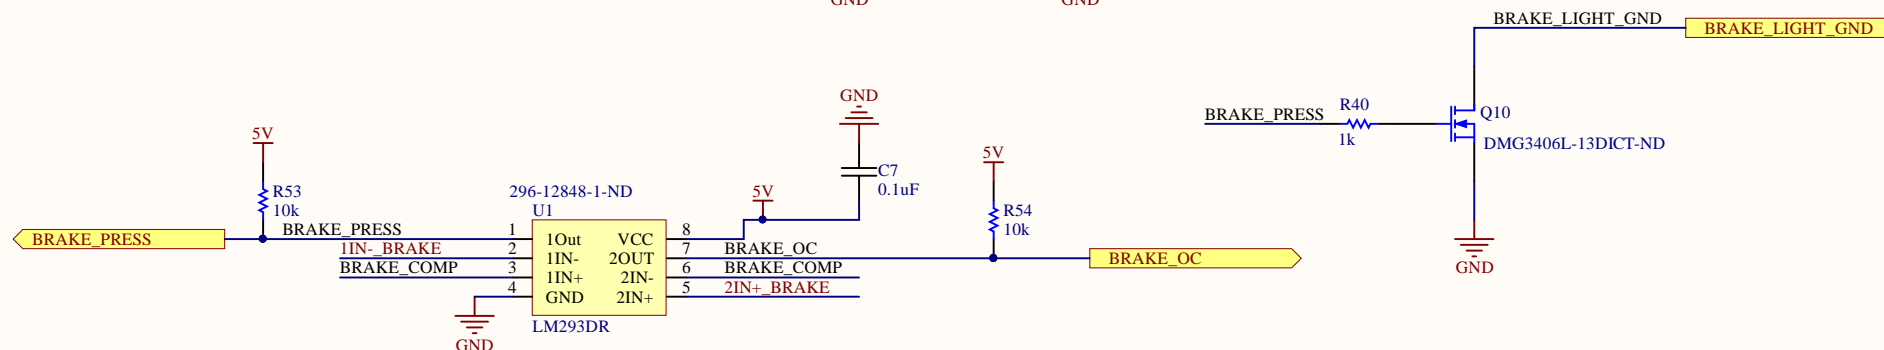 GND
GND
BRAKE_LIGHT_GND
BRAKE_LIGHT_GND
GND
BRAKE_PRESS
R40
1k
Q10
DMG3406L-13DICT-ND
GND
5V
R53
10k
C7
0.1uF
5V
5V
R54
10k
296-12848-1-ND
U1
BRAKE_PRESS
BRAKE_PRESS
1IN-_BRAKE
BRAKE_COMP
1
2
3
4
1Out
1IN-
1IN+
GND
VCC
2OUT
2IN-
2IN+
8
7
6
5
BRAKE_OC
BRAKE_COMP
2IN+_BRAKE
BRAKE_OC
LM293DR
GND